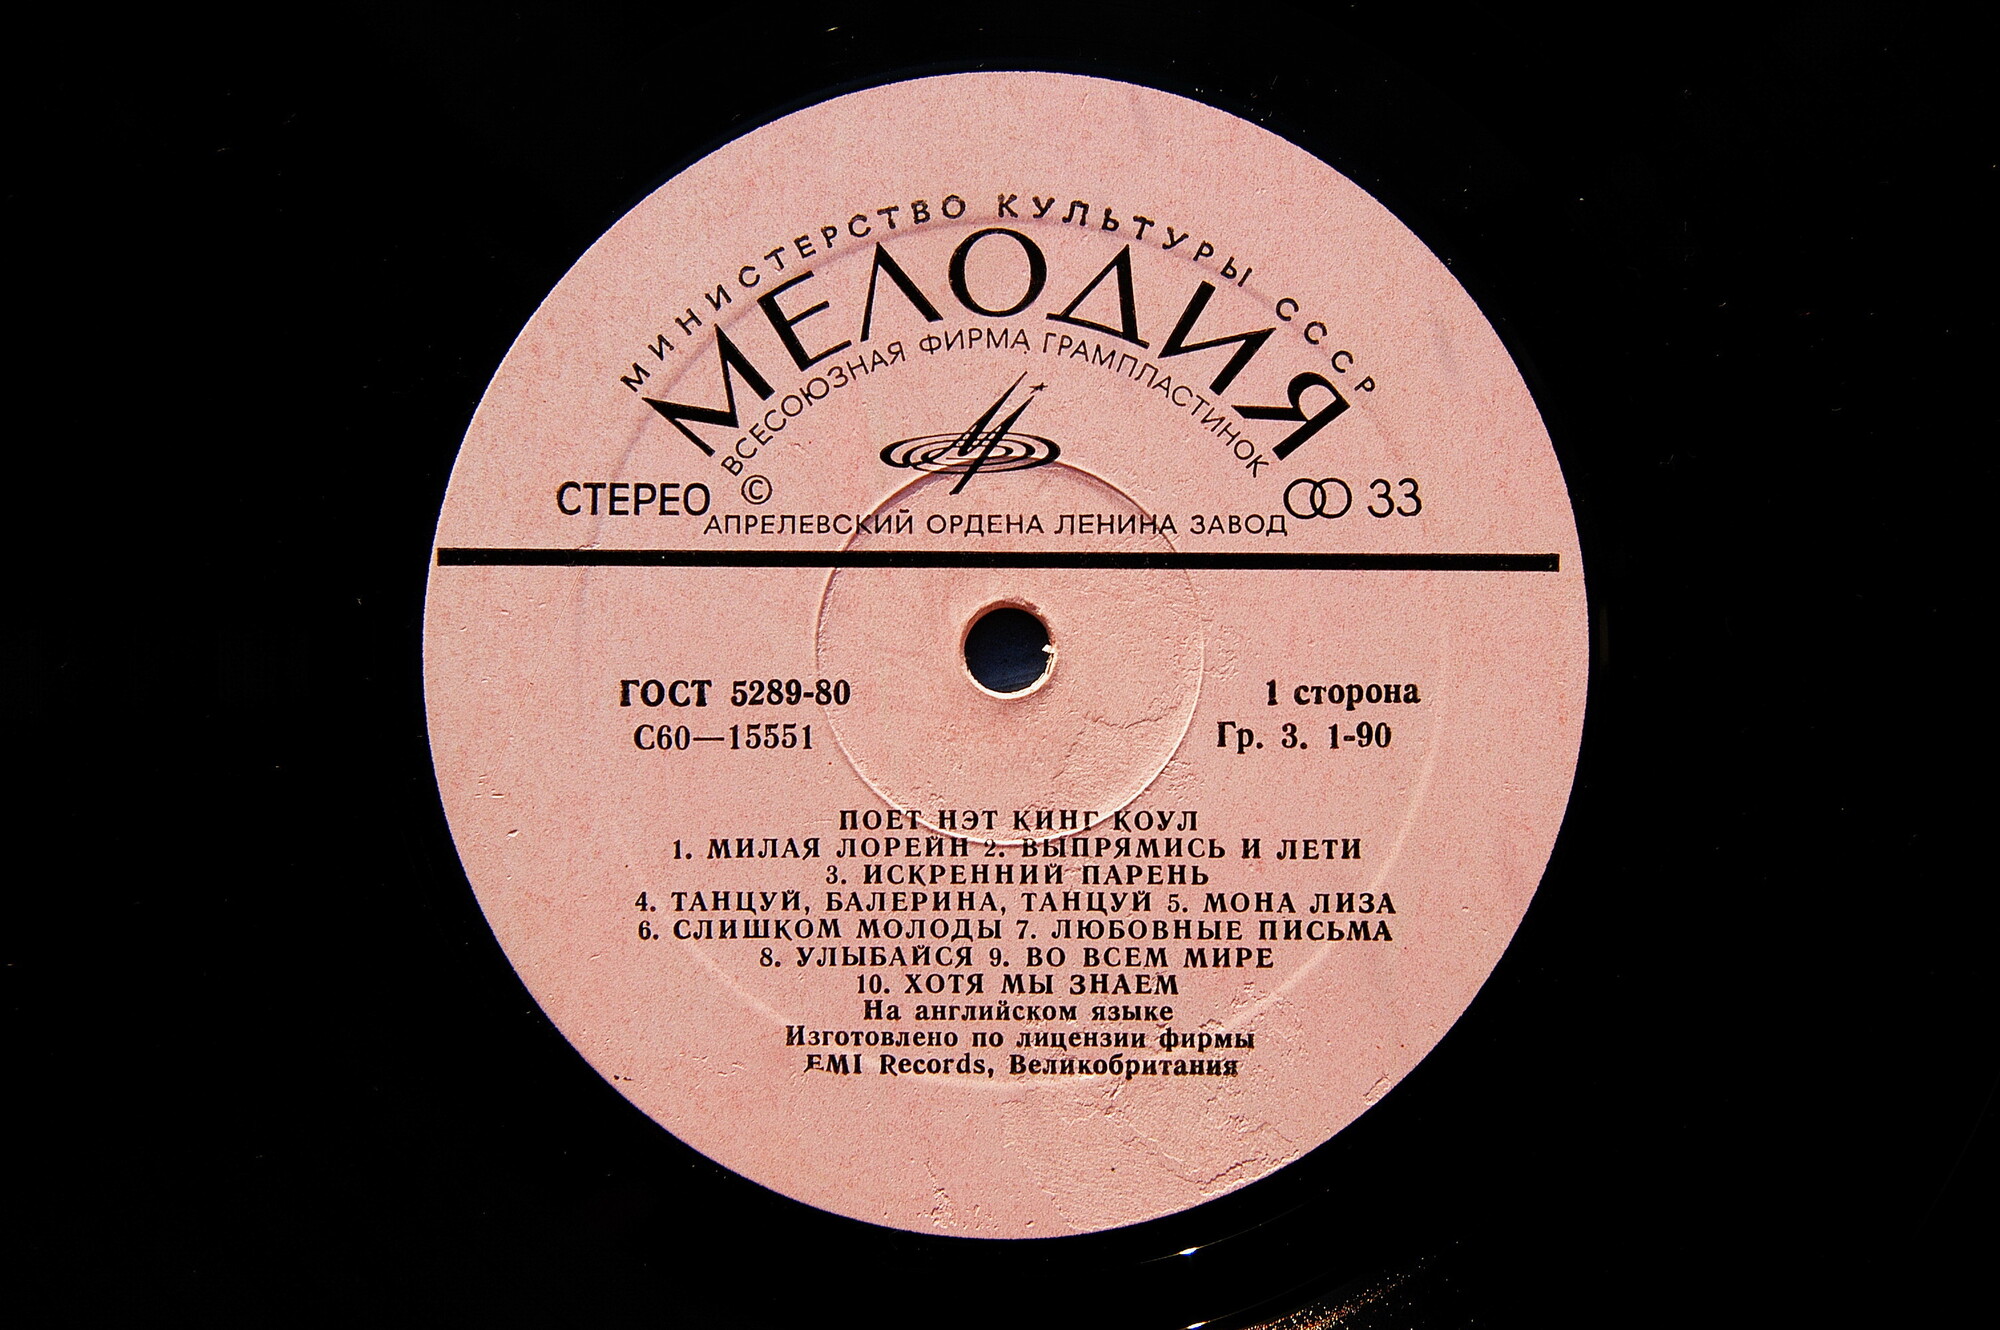 МИНИСТЕРСТВО КУЛЬТУРЫ СССР
МЕЛОДИЯ
ВСЕСОЮЗНАЯ ФИРМА ГРАМПЛАСТИНОК
СТЕРЕО © 33
АПРЕЛЕВСКИЙ ОРДЕНА ЛЕНИНА ЗАВОД
ГОСТ 5289-80 1 сторона
С60—15551 Гр. 3. 1-90
ПОЕТ НЭТ КИНГ КОУЛ
1. МИЛАЯ ЛОРЕЙН 2. ВЫПРЯМИСЬ И ЛЕТИ
3. ИСКРЕННИЙ ПАРЕНЬ
4. ТАНЦУЙ, БАЛЕРИНА, ТАНЦУЙ 5. МОНА ЛИЗА
6. СЛИШКОМ МОЛОДЫ 7. ЛЮБОВНЫЕ ПИСЬМА
8. УЛЫБАЙСЯ 9. ВО ВСЕМ МИРЕ
10. ХОТЯ МЫ ЗНАЕМ
На английском языке
Изготовлено по лицензии фирмы
EMI Records, Великобритания